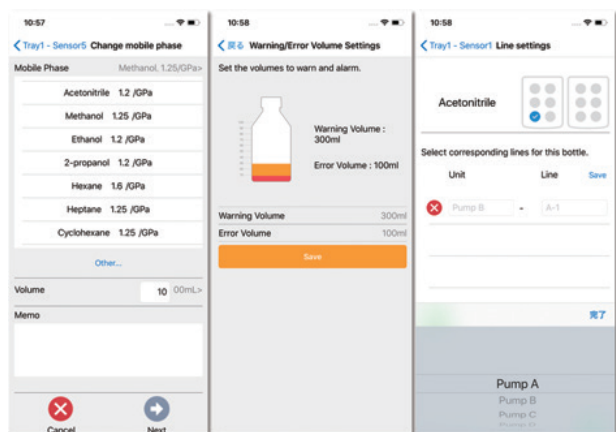 10:57
Tray1 - Sensor5 Change mobile phase
Mobile Phase Methanol, 1.25/GPa>
Acetonitrile 1.2 /GPa
Methanol 1.25 /GPa
Ethanol 1.2 /GPa
2-propanol 1.2 /GPa
Hexane 1.6 /GPa
Heptane 1.25 /GPa
Cyclohexane 1.25 /GPa
Other...
Volume 10 00mL>
Memo
Cancel Next
10:58
戻る Warning/Error Volume Settings
Set the volumes to warn and alarm.
Warning Volume :
300ml
Error Volume : 100ml
Warning Volume 300ml
Error Volume 100ml
Save
10:58
Tray1 - Sensor1 Line settings
Acetonitrile
Select corresponding lines for this bottle.
Unit Line Save
Pump B - A-1
完了
Pump A
Pump B
Pump C